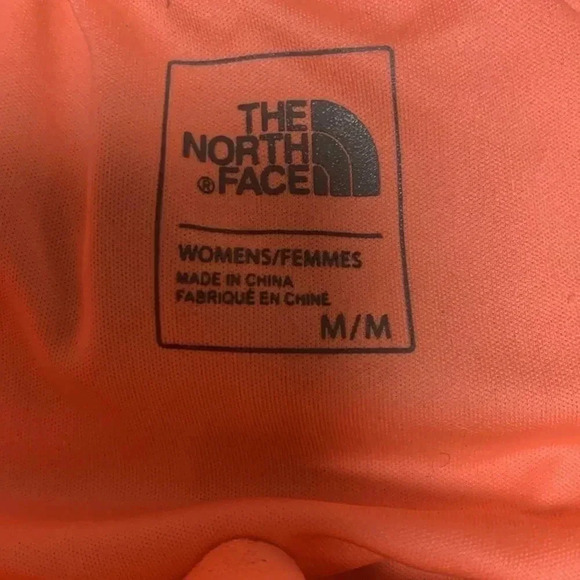 THE
NORTH
® FACE
WOMENS/FEMMES
MADE IN CHINA
FABRIQUÉ EN CHINE
M/M